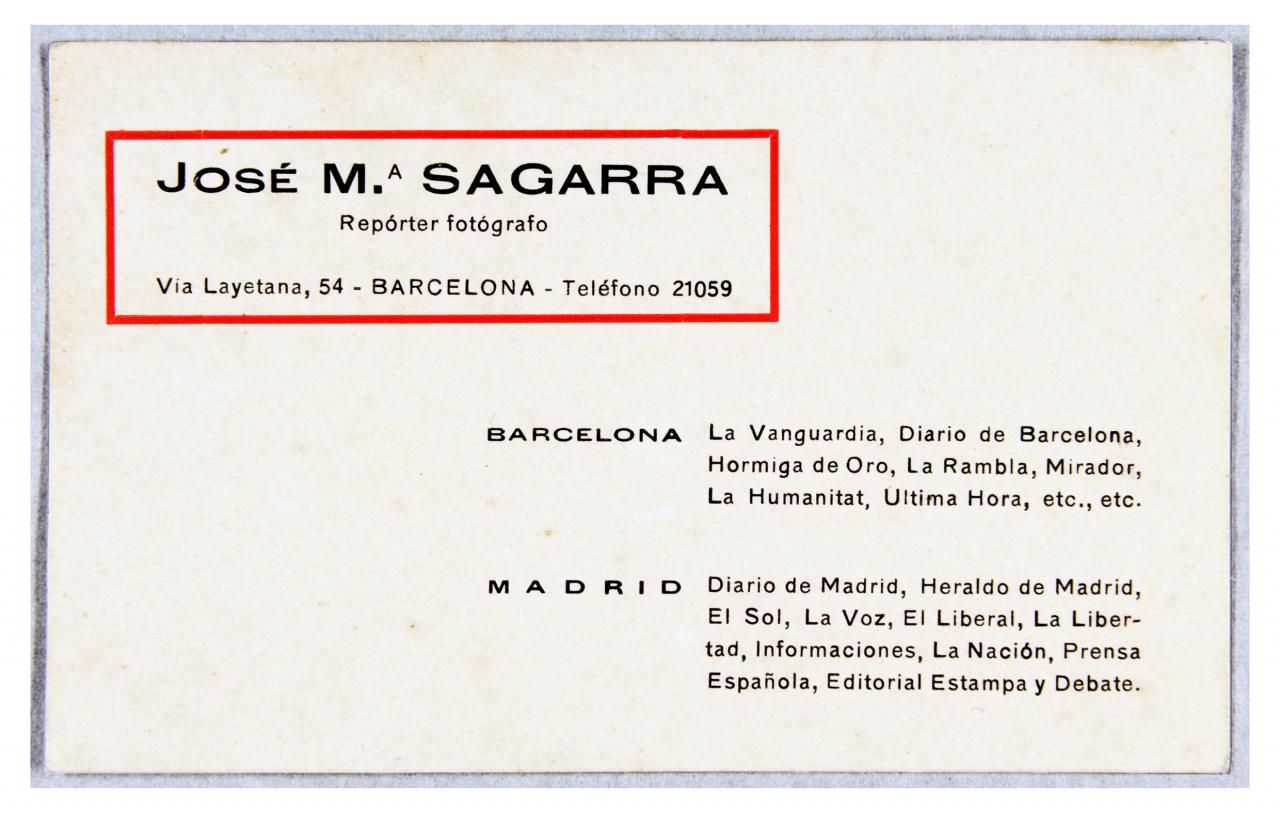 JOSÉ M.ᴬ SAGARRA
Repórter fotógrafo
Vía Layetana, 54 - BARCELONA - Teléfono 21059
BARCELONA La Vanguardia, Diario de Barcelona,
Hormiga de Oro, La Rambla, Mirador,
La Humanitat, Ultima Hora, etc., etc.
MADRID Diario de Madrid, Heraldo de Madrid,
El Sol, La Voz, El Liberal, La Liber-
tad, Informaciones, La Nación, Prensa
Española, Editorial Estampa y Debate.